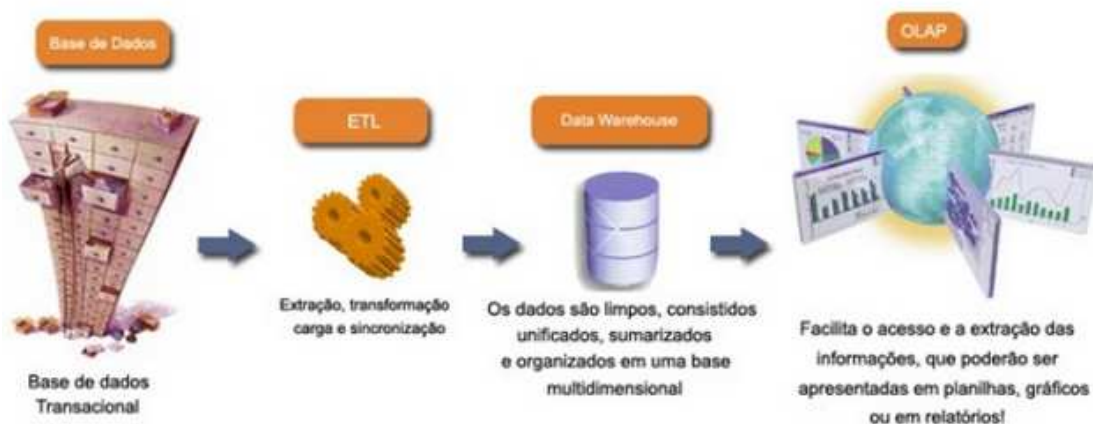 Base de Dados
Base de dados
Transacional
ETL
Extração, transformação
carga e sincronização
Data Warehouse
Os dados são limpos, consistidos
unificados, sumarizados
e organizados em uma base
multidimensional
OLAP
Facilita o acesso e a extração das
informações, que poderão ser
apresentadas em planilhas, gráficos
ou em relatórios!